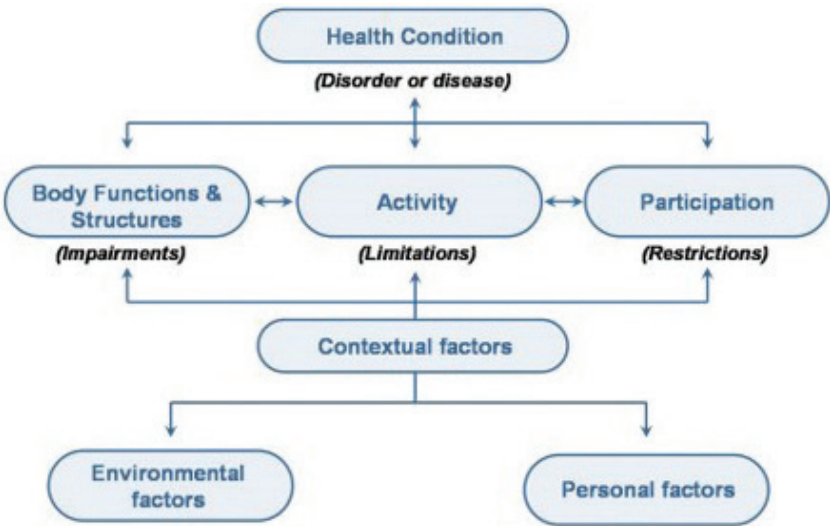 Health Condition
(Disorder or disease)
Body Functions &
Structures
Activity
Participation
(Impairments)
(Limitations)
(Restrictions)
Contextual factors
Environmental
factors
Personal factors